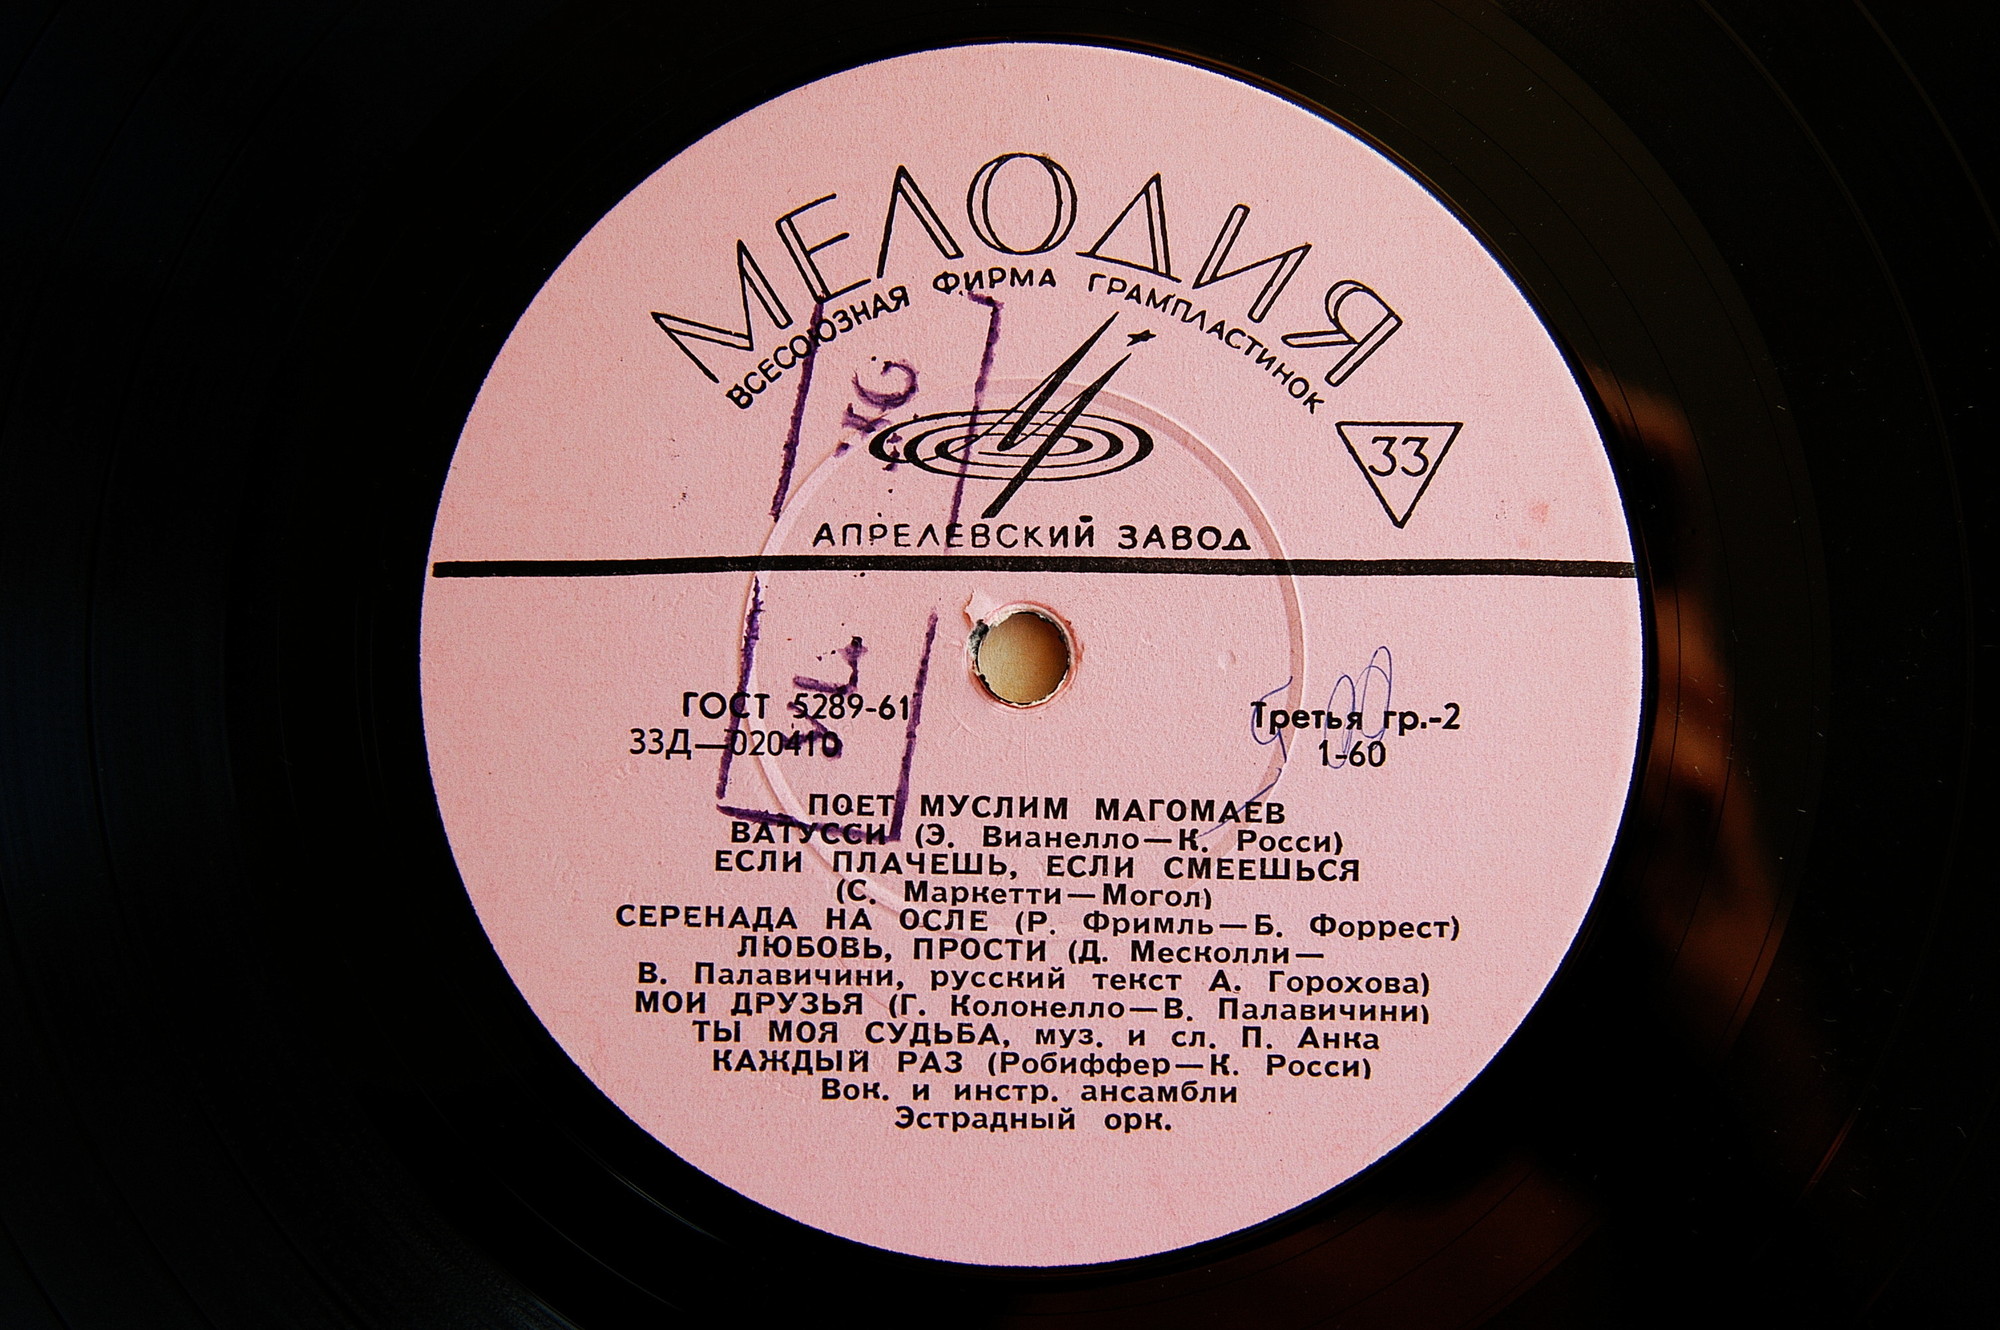 МЕЛОДИЯ
ВСЕСОЮЗНАЯ ФИРМА ГРАМПЛАСТИНОК
33
АПРЕЛЕВСКИЙ ЗАВОД
ГОСТ 5289-61
33Д—020410
Третья гр.-2
1-60
ПОЕТ МУСЛИМ МАГОМАЕВ
ВАТУССИ (Э. Вианелло—К. Росси)
ЕСЛИ ПЛАЧЕШЬ, ЕСЛИ СМЕЕШЬСЯ
(С. Маркетти—Могол)
СЕРЕНАДА НА ОСЛЕ (Р. Фримль—Б. Форрест)
ЛЮБОВЬ, ПРОСТИ (Д. Месколли—
В. Палавичини, русский текст А. Горохова)
МОИ ДРУЗЬЯ (Г. Колонелло—В. Палавичини)
ТЫ МОЯ СУДЬБА, муз. и сл. П. Анка
КАЖДЫЙ РАЗ (Робиффер—К. Росси)
Вок. и инстр. ансамбли
Эстрадный орк.